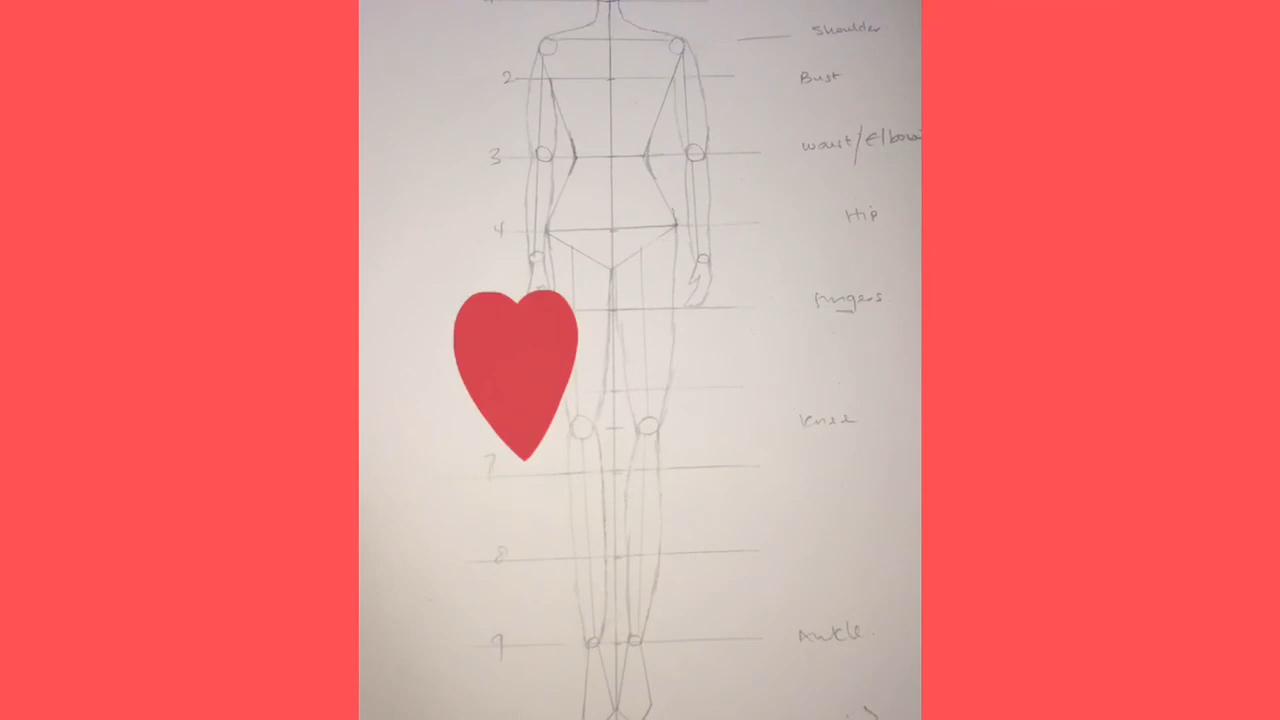 Shoulder
2 Bust
3 waist/Elbow
4 Hip
fingers
Knee
7
8
9 Ankle.